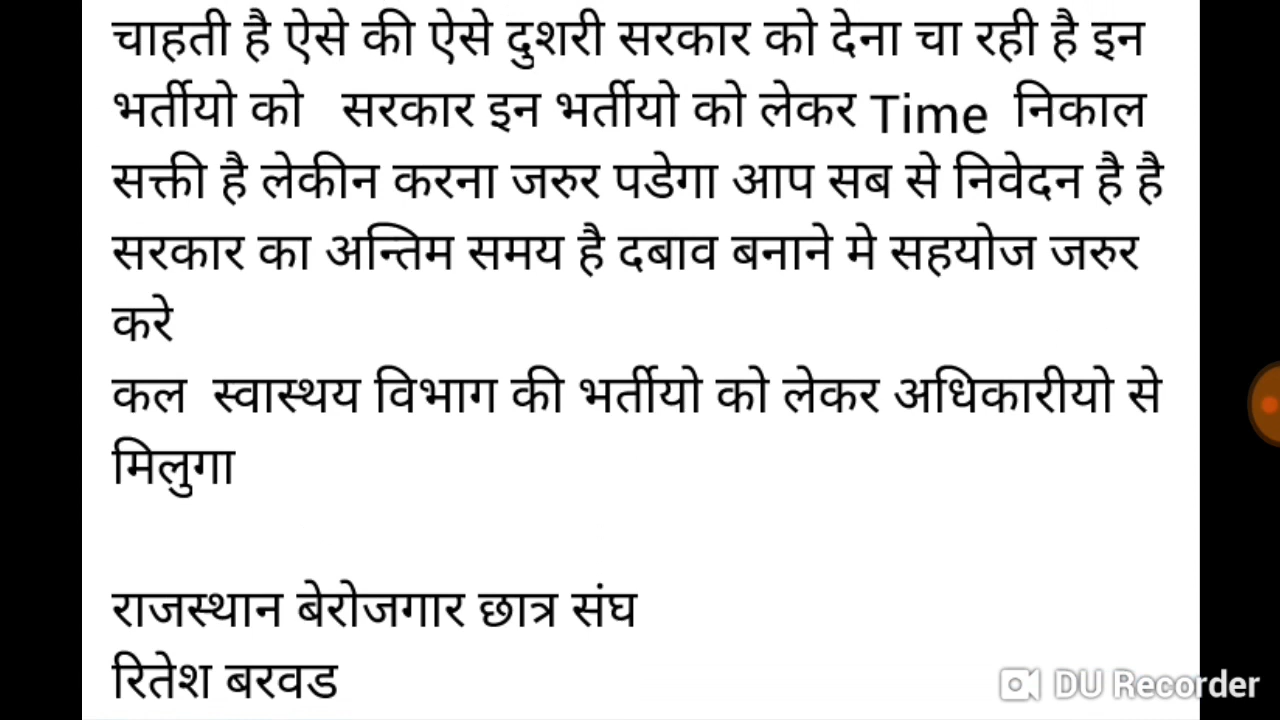 चाहती है ऐसे की ऐसे दुशरी सरकार को देना चा रही है इन
भर्तीयो को सरकार इन भर्तीयो को लेकर Time निकाल
सक्ती है लेकीन करना जरुर पडेगा आप सब से निवेदन है है
सरकार का अन्तिम समय है दबाव बनाने मे सहयोज जरुर
करे
कल स्वास्थय विभाग की भर्तीयो को लेकर अधिकारीयो से
मिलुगा
राजस्थान बेरोजगार छात्र संघ
रितेश बरवड
DU Recorder